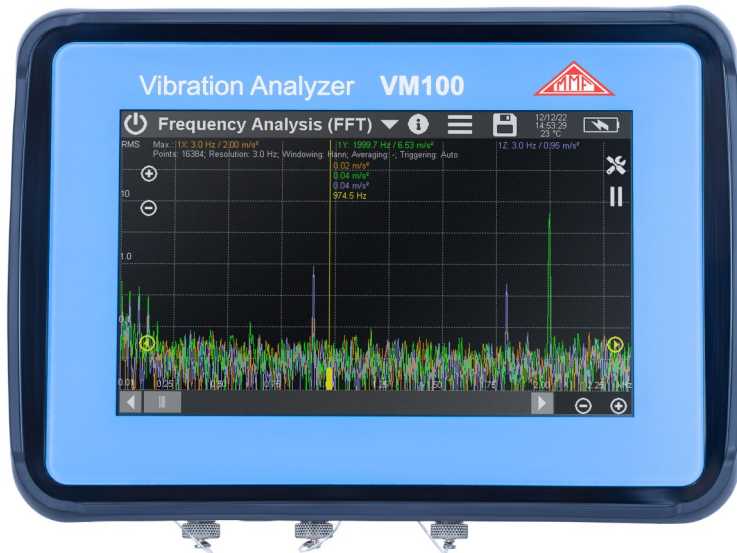 Vibration Analyzer VM100
MMF
Frequency Analysis (FFT)
12/12/22
14:53:29
23 °C
RMS Max.: 1X: 3.0 Hz / 2.00 m/s² 1Y: 1999.7 Hz / 6.53 m/s² 1Z: 3.0 Hz / 0.95 m/s²
Points: 16384; Resolution: 3.0 Hz; Windowing: Hann; Averaging: -; Triggering: Auto
0.02 m/s²
0.04 m/s²
0.04 m/s²
974.5 Hz
10
1.0
0.01 0.25 0.50 0.75 1.25 1.50 1.75 2.00 2.25 kHz